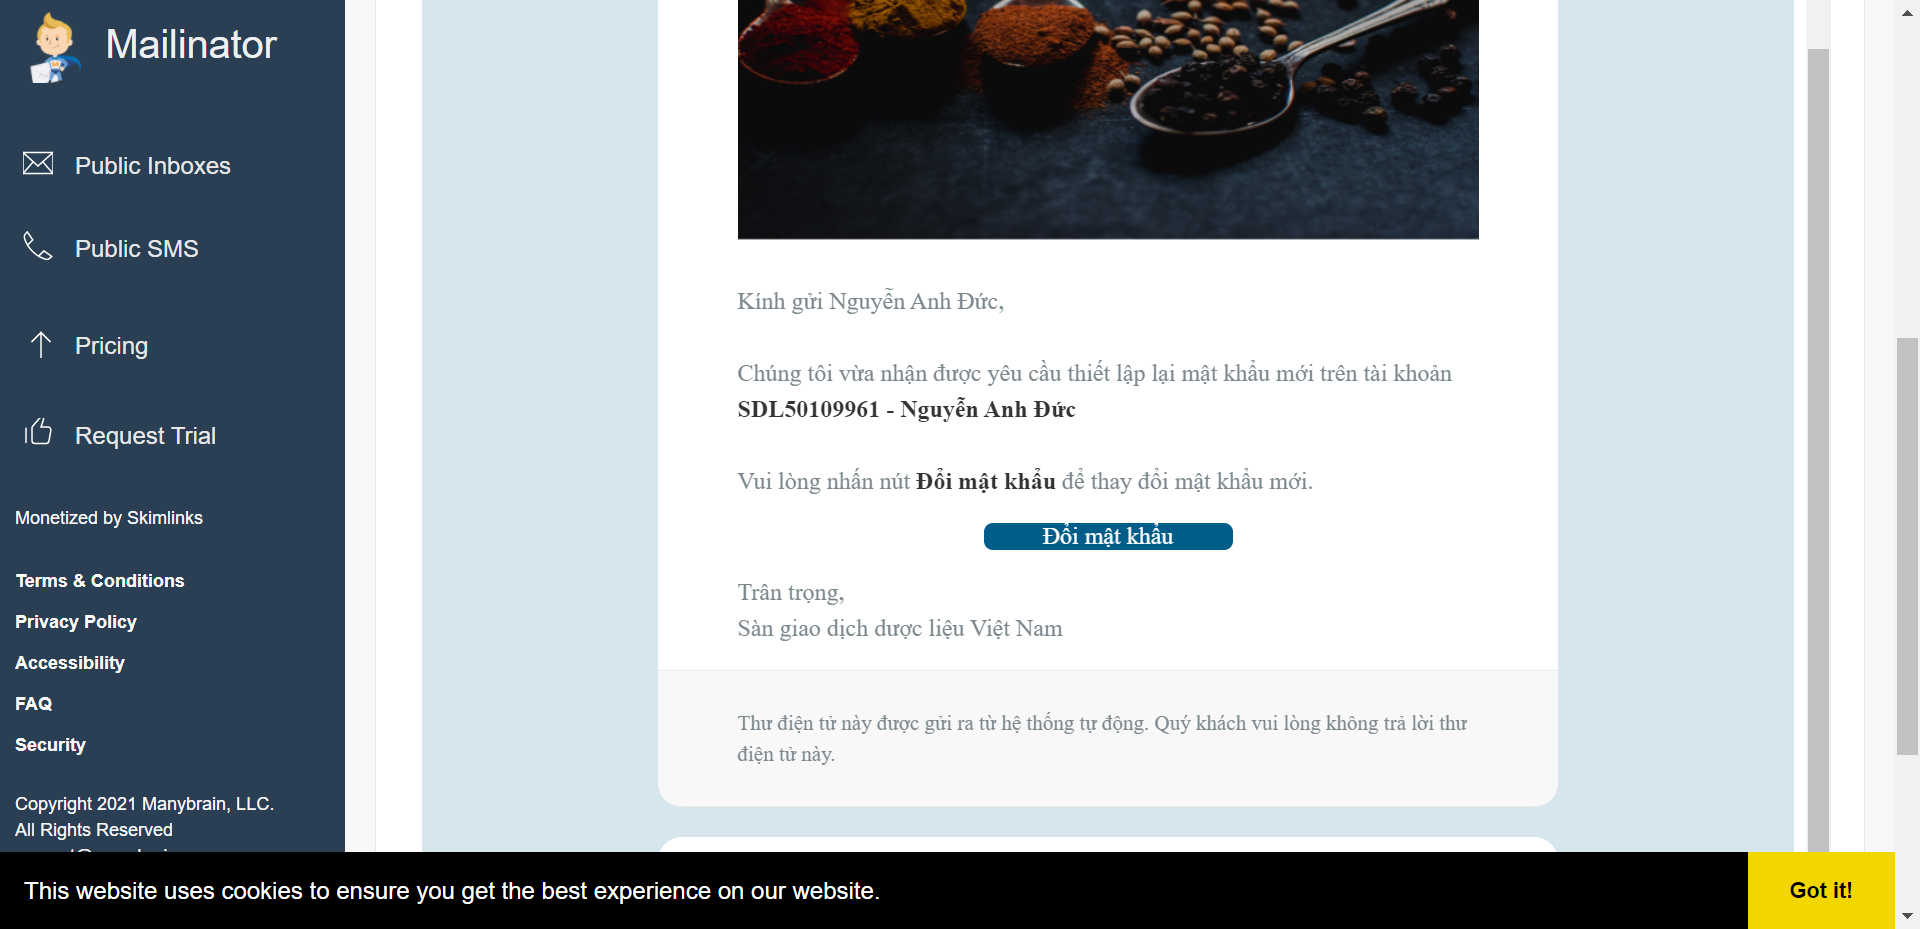 Mailinator
Public Inboxes
Public SMS
Pricing
Request Trial
Monetized by Skimlinks
Terms & Conditions
Privacy Policy
Accessibility
FAQ
Security
Copyright 2021 Manybrain, LLC.
All Rights Reserved
Kính gửi Nguyễn Anh Đức,
Chúng tôi vừa nhận được yêu cầu thiết lập lại mật khẩu mới trên tài khoản
SDL50109961 - Nguyễn Anh Đức
Vui lòng nhấn nút Đổi mật khẩu để thay đổi mật khẩu mới.
Đổi mật khẩu
Trân trọng,
Sàn giao dịch dược liệu Việt Nam
Thư điện tử này được gửi ra từ hệ thống tự động. Quý khách vui lòng không trả lời thư
điện tử này.
This website uses cookies to ensure you get the best experience on our website.
Got it!